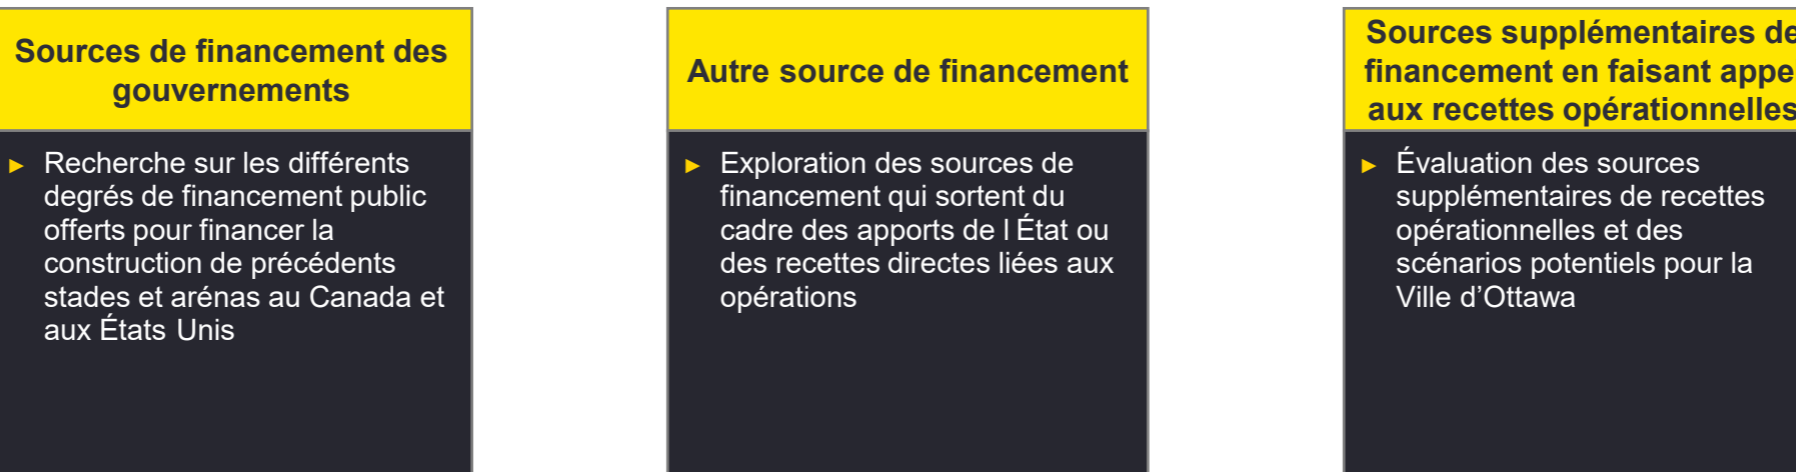 Sources de financement des
gouvernements
► Recherche sur les différents
degrés de financement public
offerts pour financer la
construction de précédents
stades et arénas au Canada et
aux États Unis
Autre source de financement
► Exploration des sources de
financement qui sortent du
cadre des apports de l État ou
des recettes directes liées aux
opérations
Sources supplémentaires de
financement en faisant appe
aux recettes opérationnelles
► Évaluation des sources
supplémentaires de recettes
opérationnelles et des
scénarios potentiels pour la
Ville d’Ottawa